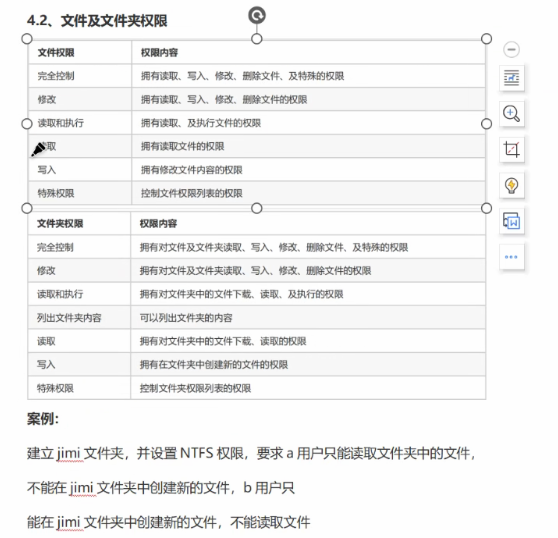 4.2、文件及文件夹权限
文件权限 权限内容
完全控制 拥有读取、写入、修改、删除文件、及特殊的权限
修改 拥有读取、写入、修改、删除文件的权限
读取和执行 拥有读取、及执行文件的权限
取 拥有读取文件的权限
写入 拥有修改文件内容的权限
特殊权限 控制文件权限列表的权限
文件夹权限 权限内容
完全控制 拥有对文件及文件夹读取、写入、修改、删除文件、及特殊的权限
修改 拥有对文件及文件夹读取、写入、修改、删除文件的权限
读取和执行 拥有对文件夹中的文件下载、读取、及执行的权限
列出文件夹内容 可以列出文件夹的内容
读取 拥有对文件夹中的文件下载、读取的权限
写入 拥有在文件夹中创建新的文件的权限
特殊权限 控制文件夹权限列表的权限
案例：
建立 jimi 文件夹，并设置 NTFS 权限，要求 a 用户只能读取文件夹中的文件，
不能在 jimi 文件夹中创建新的文件，b 用户只
能在 jimi 文件夹中创建新的文件，不能读取文件